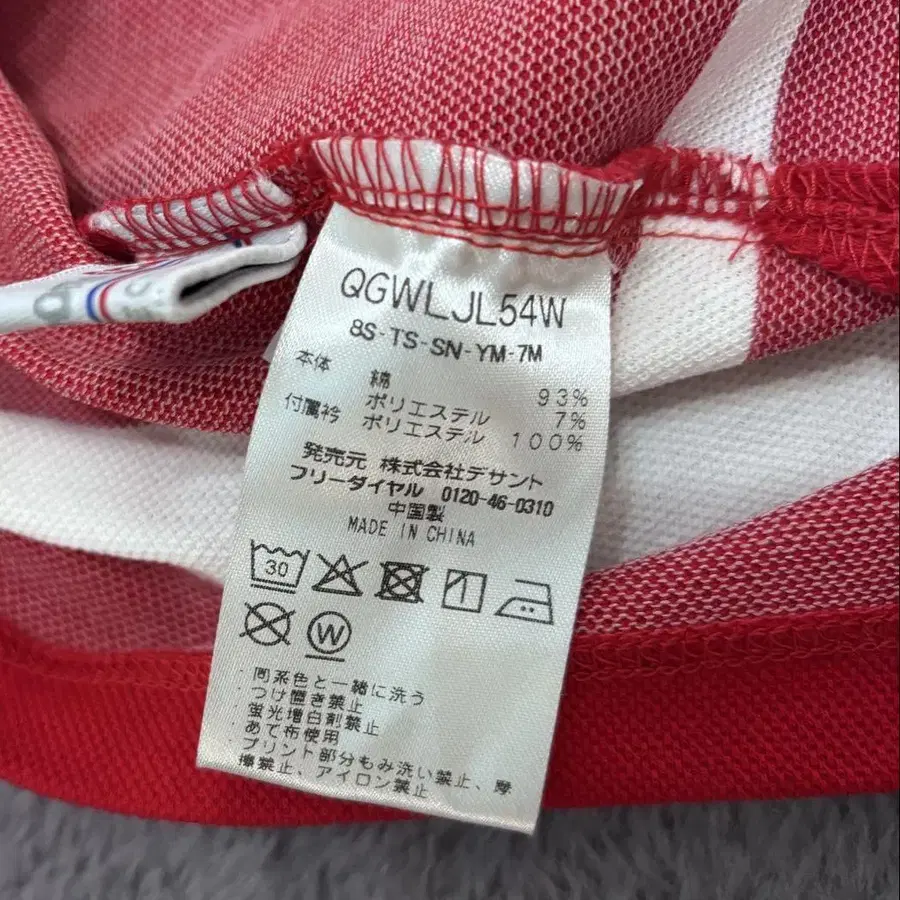 QGWLJL54W
8S-TS-SN-YM-7M
本体 綿 93%
ポリエステル 7%
付属衿 ポリエステル 100%
発売元 株式会社デサント
フリーダイヤル 0120-46-0310
中国製
MADE IN CHINA
30
W
・同系色と一緒に洗う
・つけ置き禁止
・蛍光増白剤禁止
・あて布使用
・プリント部分もみ洗い禁止、摩
擦禁止、アイロン禁止